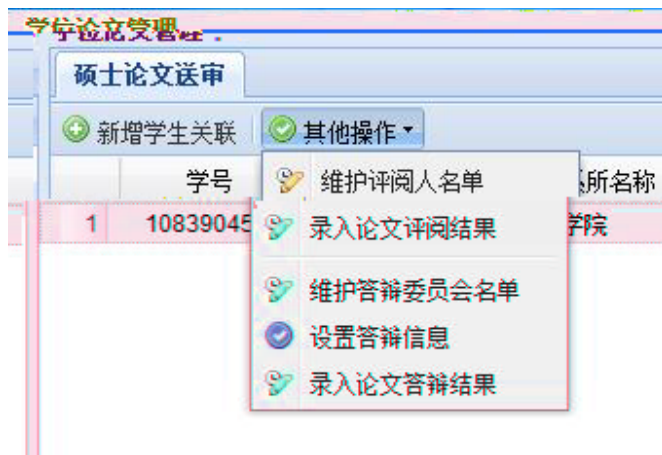 学位论文管理
硕士论文送审
新增学生关联 其他操作
学号 所名称
维护评阅人名单
1 10839045 学院
录入论文评阅结果
维护答辩委员会名单
设置答辩信息
录入论文答辩结果